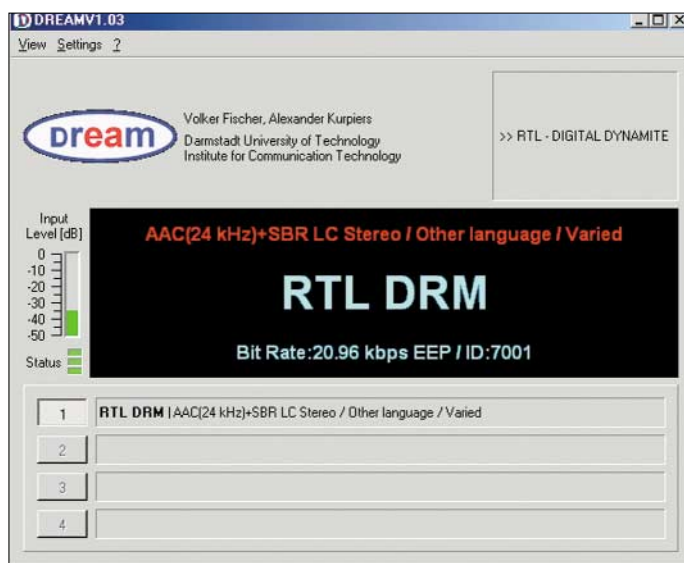 DREAMV1.03
View Settings ?
Dream
Volker Fischer, Alexander Kurpiers
Darmstadt University of Technology
Institute for Communication Technology
>> RTL - DIGITAL DYNAMITE
Input
Level [dB]
0
-10
-20
-30
-40
-50
Status
AAC(24 kHz)+SBR LC Stereo / Other language / Varied
RTL DRM
Bit Rate:20.96 kbps EEP / ID:7001
1 RTL DRM | AAC(24 kHz)+SBR LC Stereo / Other language / Varied
2
3
4